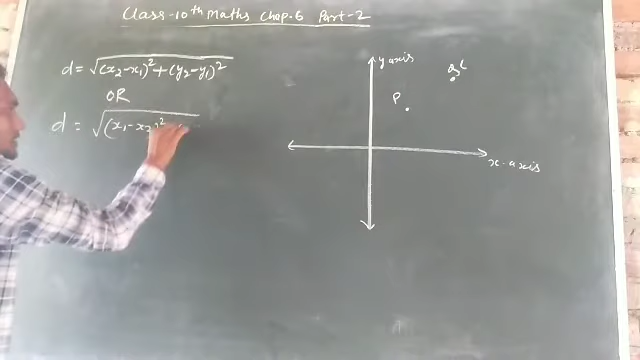 Class-10th Maths Chap.6 Part-2
d = √(x₂-x₁)² + (y₂-y₁)²
OR
d = √(x₁-x₂)²
y axis
P
x-axis